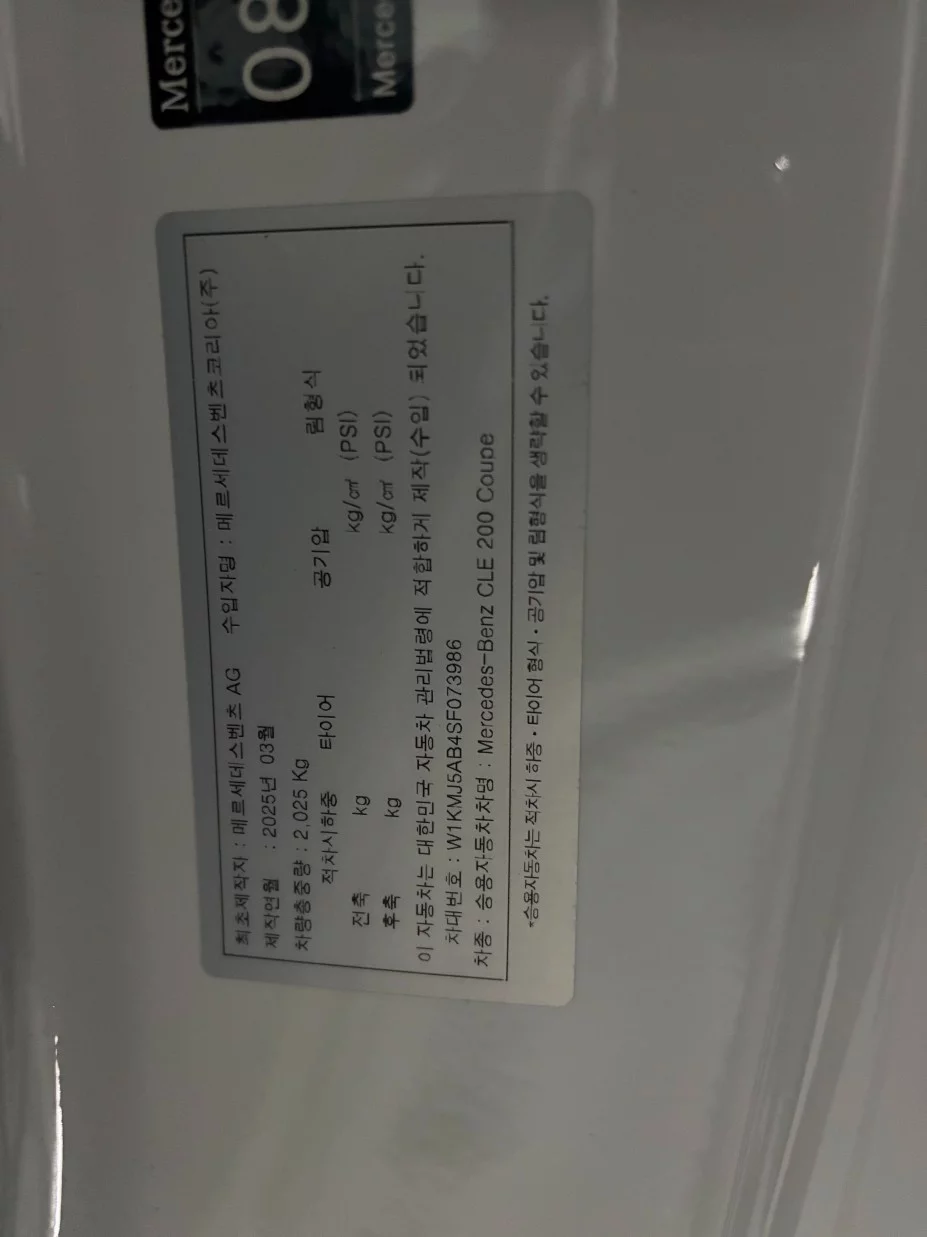 Merce
08
Merce
최초제작자 : 메르세데스벤츠 AG 수입자명 : 메르세데스벤츠코리아(주)
제작연월 : 2025년 03월
차량총중량 : 2,025 Kg
적차시하중 타이어 공기압 림형식
전축 kg kg/㎠ (PSI)
후축 kg kg/㎠ (PSI)
이 자동차는 대한민국 자동차 관리법령에 적합하게 제작(수입) 되었습니다.
차대번호 : W1KMJ5AB4SF073986
차종 : 승용자동차차명 : Mercedes-Benz CLE 200 Coupe
*승용자동차는 적차시 하중·타이어 형식·공기압 및 림형식을 생략할 수 있습니다.